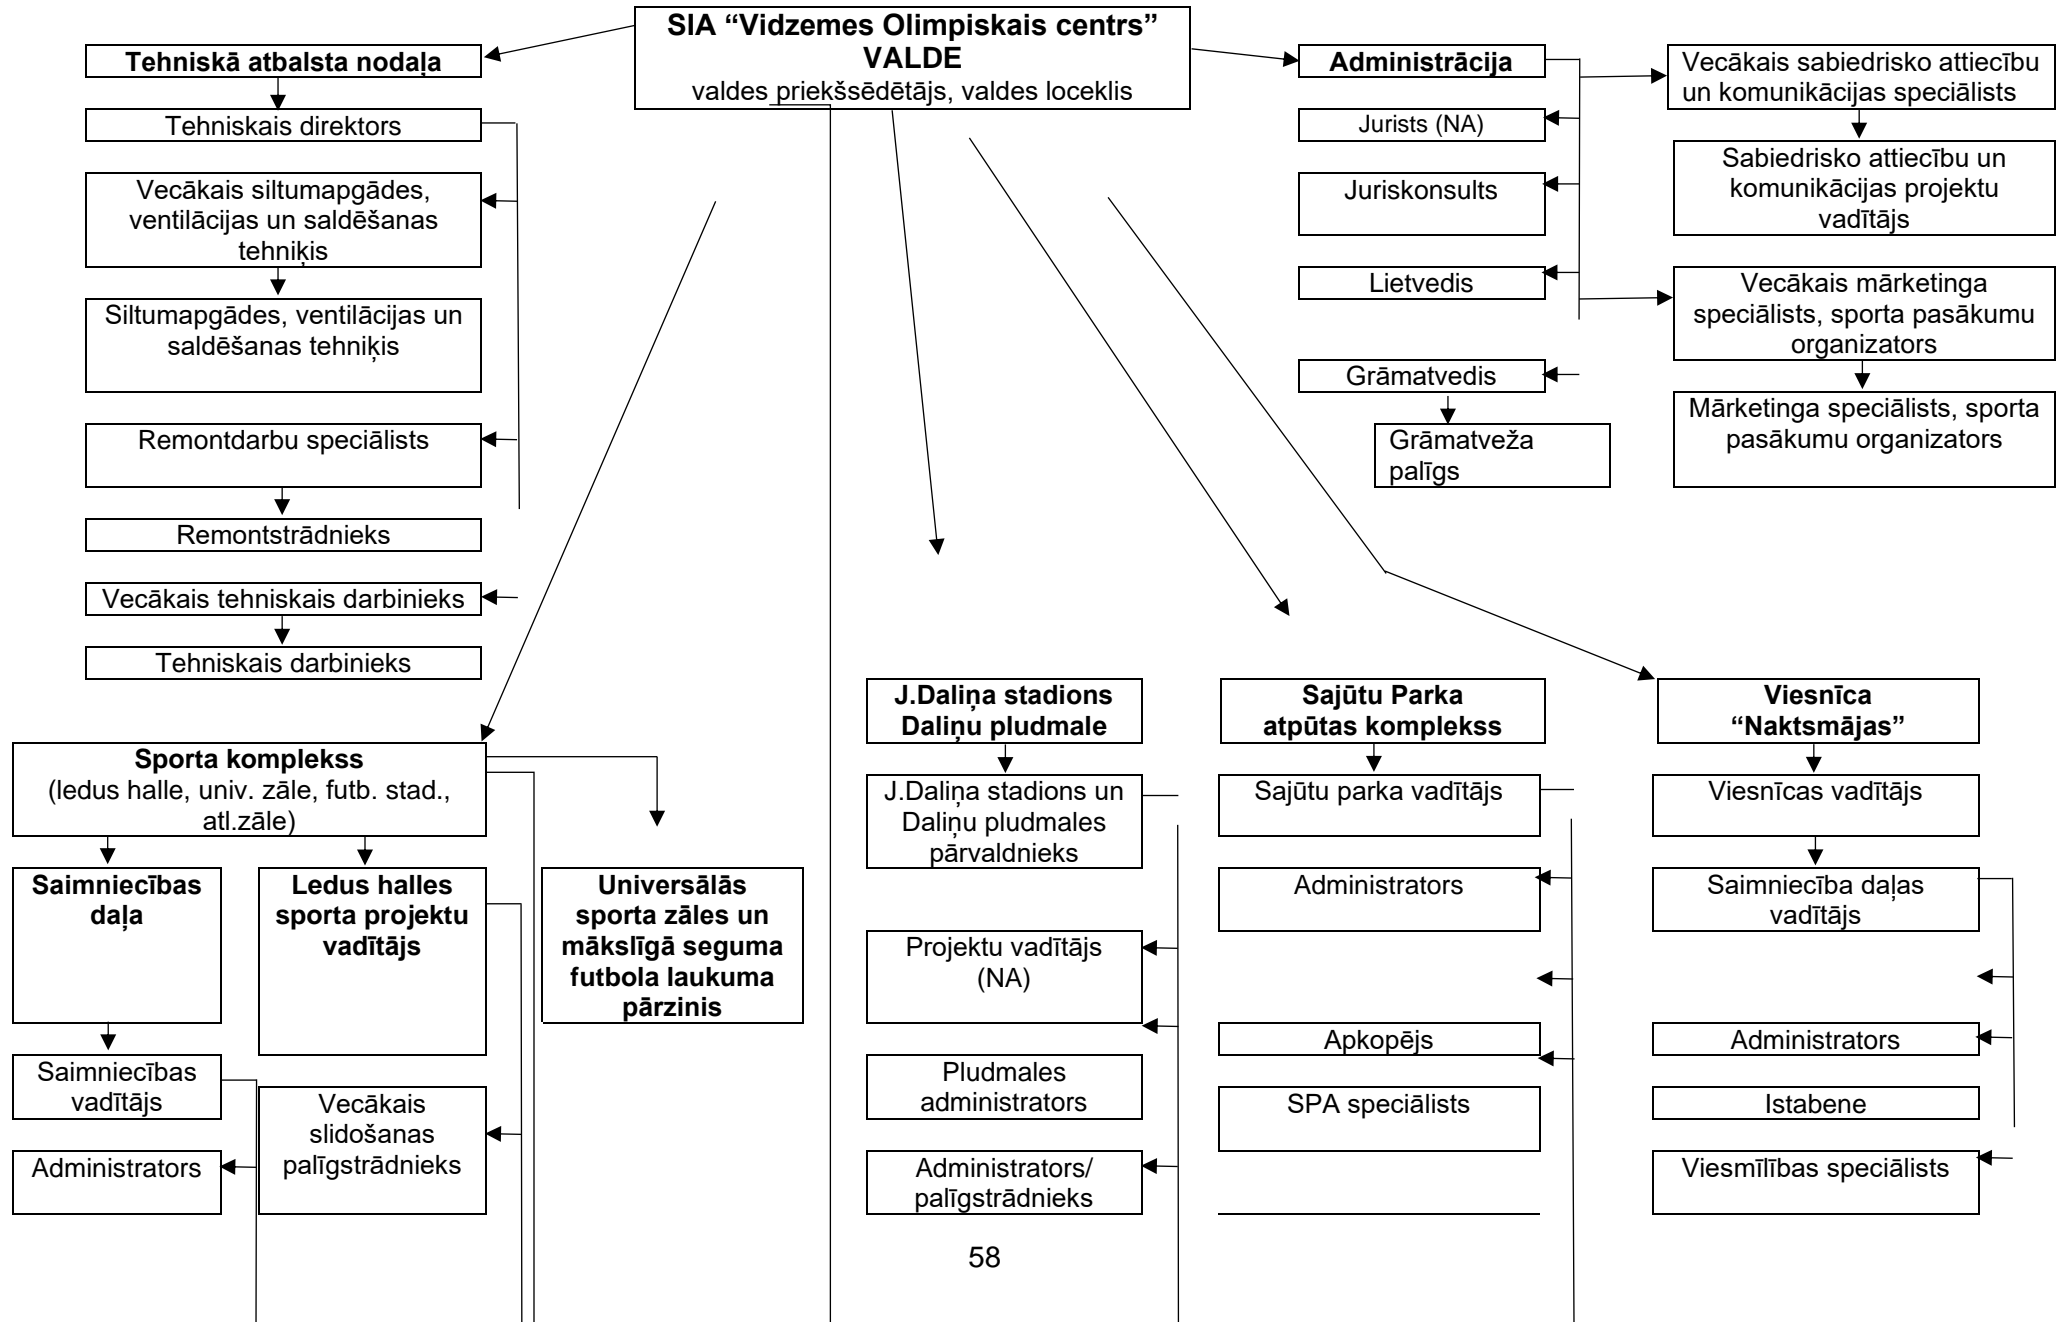 SIA “Vidzemes Olimpiskais centrs”
VALDE
valdes priekšsēdētājs, valdes loceklis
Tehniskā atbalsta nodaļa
Tehniskais direktors
Vecākais siltumapgādes,
ventilācijas un saldēšanas
tehniķis
Siltumapgādes, ventilācijas un
saldēšanas tehniķis
Remontdarbu speciālists
Remontstrādnieks
Vecākais tehniskais darbinieks
Tehniskais darbinieks
Administrācija
Jurists (NA)
Juriskonsults
Lietvedis
Grāmatvedis
Grāmatveža
palīgs
Vecākais sabiedrisko attiecību
un komunikācijas speciālists
Sabiedrisko attiecību un
komunikācijas projektu
vadītājs
Vecākais mārketinga
speciālists, sporta pasākumu
organizators
Mārketinga speciālists, sporta
pasākumu organizators
Sporta komplekss
(ledus halle, univ. zāle, futb. stad.,
atl.zāle)
Saimniecības
daļa
Saimniecības
vadītājs
Administrators
Ledus halles
sporta projektu
vadītājs
Vecākais
slidošanas
palīgstrādnieks
Universālās
sporta zāles un
mākslīgā seguma
futbola laukuma
pārzinis
J.Daliņa stadions
Daliņu pludmale
J.Daliņa stadions un
Daliņu pludmales
pārvaldnieks
Projektu vadītājs
(NA)
Pludmales
administrators
Administrators/
palīgstrādnieks
Sajūtu Parka
atpūtas komplekss
Sajūtu parka vadītājs
Administrators
Apkopējs
SPA speciālists
Viesnīca
“Naktsmājas”
Viesnīcas vadītājs
Saimniecība daļas
vadītājs
Administrators
Istabene
Viesmīlības speciālists
58